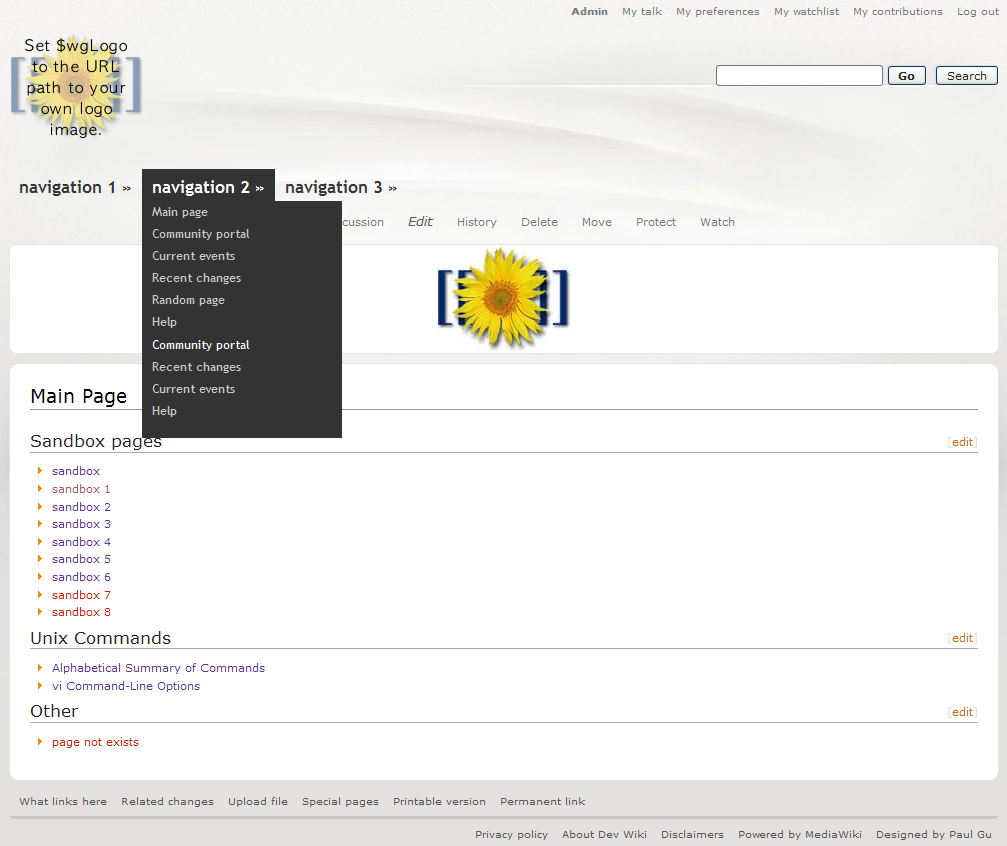 Admin My talk My preferences My watchlist My contributions Log out
Set $wgLogo
to the URL
path to your
own logo
image.
Go Search
navigation 1 » navigation 2 » navigation 3 »
Main page
Community portal
Current events
Recent changes
Random page
Help
Community portal
Recent changes
Current events
Help
cussion Edit History Delete Move Protect Watch
[ ]
Main Page
Sandbox pages [edit]
sandbox
sandbox 1
sandbox 2
sandbox 3
sandbox 4
sandbox 5
sandbox 6
sandbox 7
sandbox 8
Unix Commands [edit]
Alphabetical Summary of Commands
vi Command-Line Options
Other [edit]
page not exists
What links here Related changes Upload file Special pages Printable version Permanent link
Privacy policy About Dev Wiki Disclaimers Powered by MediaWiki Designed by Paul Gu